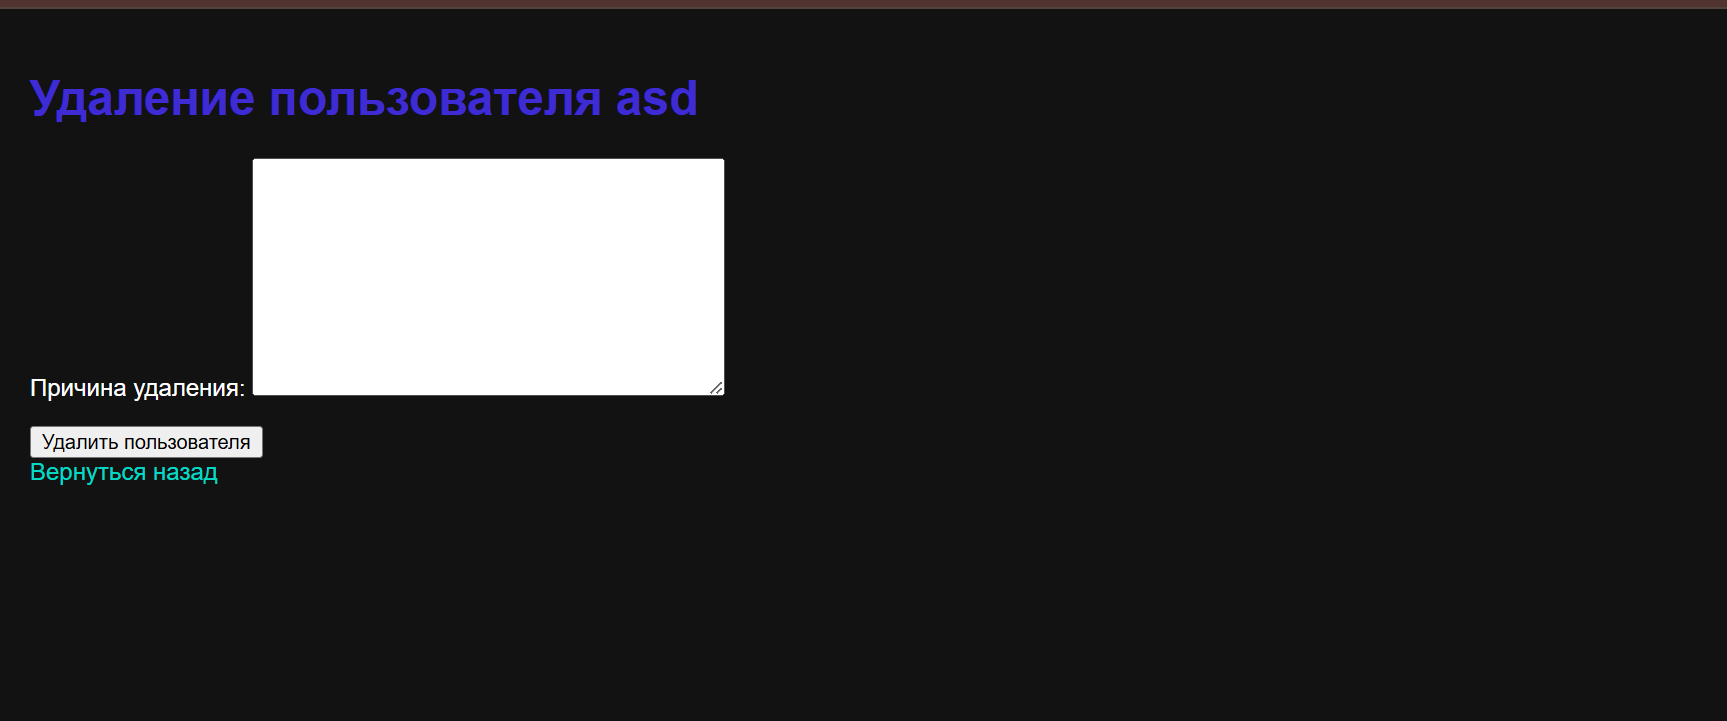 Удаление пользователя asd
Причина удаления:
Удалить пользователя
Вернуться назад